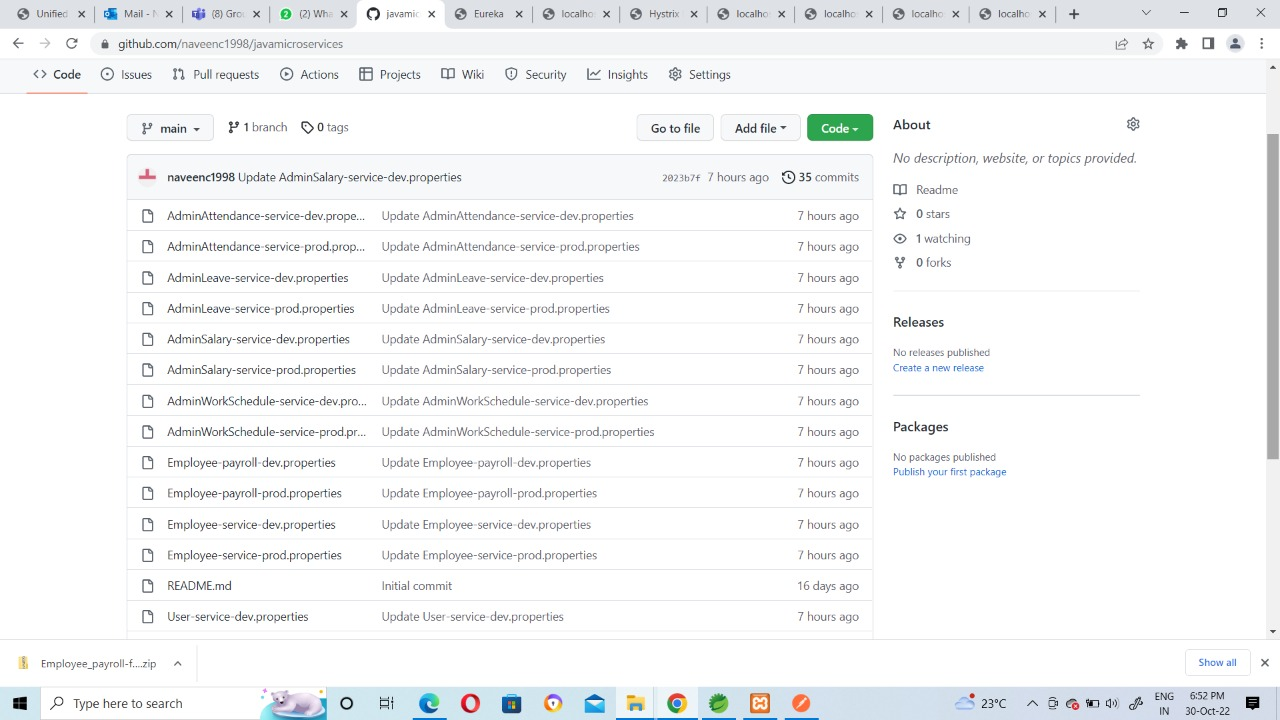 Unified
Mail - N
(8) Grou
(2) Wha
javamic
Eureka
localhos
Hystrix
localho
localho
localho
localho
github.com/naveenc1998/javamicroservices
Code Issues Pull requests Actions Projects Wiki Security Insights Settings
main 1 branch 0 tags Go to file Add file Code
naveenc1998 Update AdminSalary-service-dev.properties 2023b7f 7 hours ago 35 commits
AdminAttendance-service-dev.prope... Update AdminAttendance-service-dev.properties 7 hours ago
AdminAttendance-service-prod.prop... Update AdminAttendance-service-prod.properties 7 hours ago
AdminLeave-service-dev.properties Update AdminLeave-service-dev.properties 7 hours ago
AdminLeave-service-prod.properties Update AdminLeave-service-prod.properties 7 hours ago
AdminSalary-service-dev.properties Update AdminSalary-service-dev.properties 7 hours ago
AdminSalary-service-prod.properties Update AdminSalary-service-prod.properties 7 hours ago
AdminWorkSchedule-service-dev.pro... Update AdminWorkSchedule-service-dev.properties 7 hours ago
AdminWorkSchedule-service-prod.pr... Update AdminWorkSchedule-service-prod.properties 7 hours ago
Employee-payroll-dev.properties Update Employee-payroll-dev.properties 7 hours ago
Employee-payroll-prod.properties Update Employee-payroll-prod.properties 7 hours ago
Employee-service-dev.properties Update Employee-service-dev.properties 7 hours ago
Employee-service-prod.properties Update Employee-service-prod.properties 7 hours ago
README.md Initial commit 16 days ago
User-service-dev.properties Update User-service-dev.properties 7 hours ago
About
No description, website, or topics provided.
Readme
0 stars
1 watching
0 forks
Releases
No releases published
Create a new release
Packages
No packages published
Publish your first package
Employee_payroll-f....zip
Show all
Type here to search
23°C
ENG
IN
6:52 PM
30-Oct-22